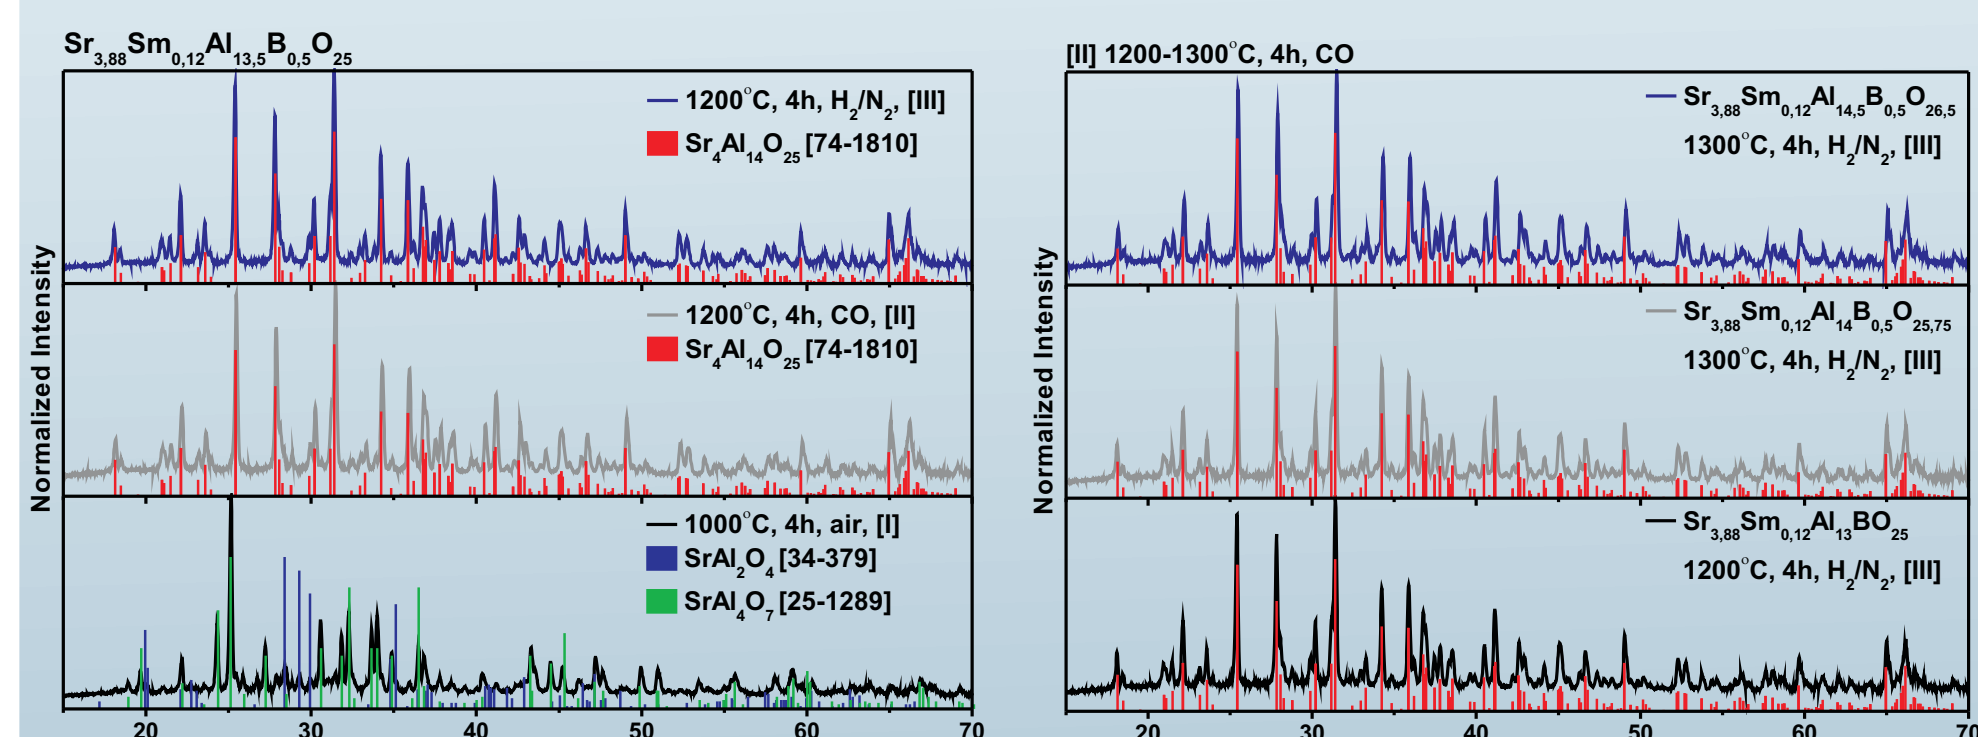 Sr3,88Sm0,12Al13,5B0,5O25
1200°C, 4h, H2/N2, [III]
Sr4Al14O25 [74-1810]
1200°C, 4h, CO, [II]
Sr4Al14O25 [74-1810]
1000°C, 4h, air, [I]
SrAl2O4 [34-379]
SrAl4O7 [25-1289]
Normalized Intensity
20 30 40 50 60 70
[II] 1200-1300°C, 4h, CO
Sr3,88Sm0,12Al14,5B0,5O26,5
1300°C, 4h, H2/N2, [III]
Sr3,88Sm0,12Al14B0,5O25,75
1300°C, 4h, H2/N2, [III]
Sr3,88Sm0,12Al13BO25
1200°C, 4h, H2/N2, [III]
Normalized Intensity
20 30 40 50 60 70